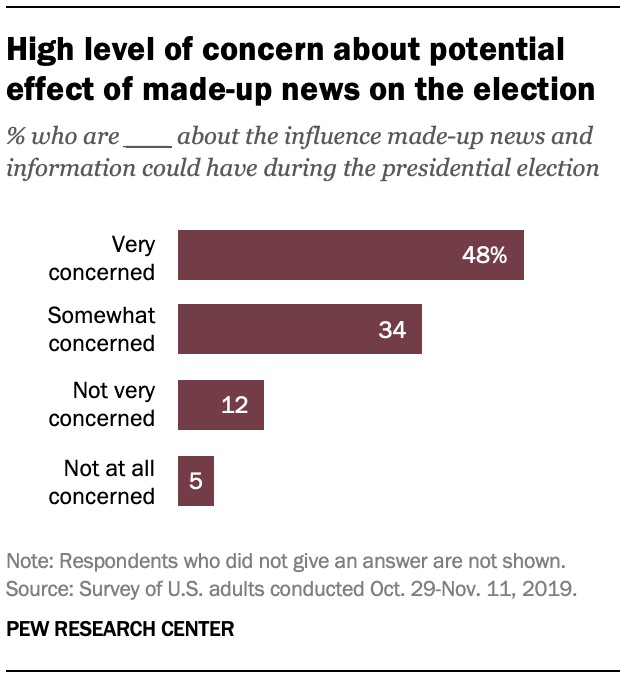 High level of concern about potential
effect of made-up news on the election
% who are ____ about the influence made-up news and
information could have during the presidential election
Very
concerned
48%
Somewhat
concerned
34
Not very
concerned
12
Not at all
concerned
5
Note: Respondents who did not give an answer are not shown.
Source: Survey of U.S. adults conducted Oct. 29-Nov. 11, 2019.
PEW RESEARCH CENTER